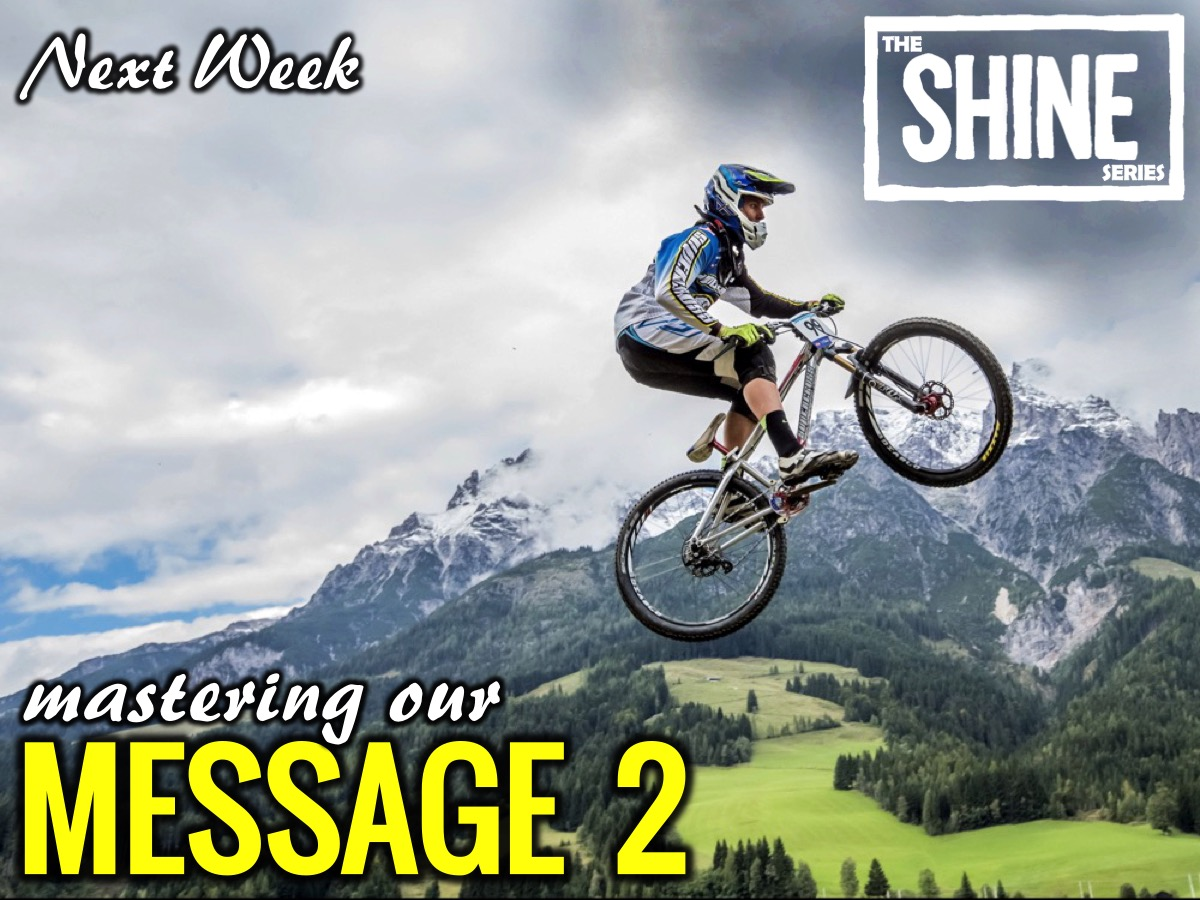 Next Week
THE
SHINE
SERIES
mastering our
MESSAGE 2